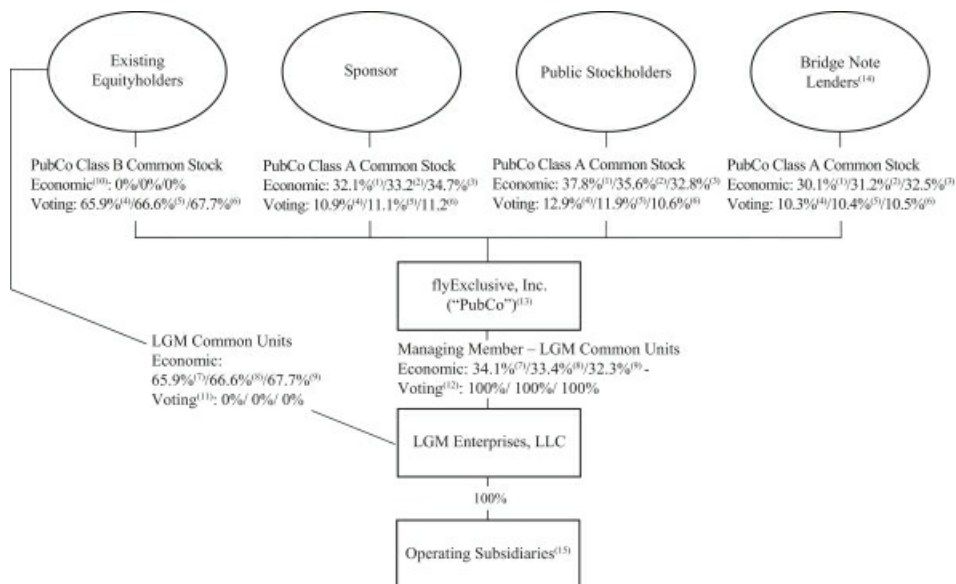 Existing
Equityholders
Sponsor
Public Stockholders
Bridge Note
Lenders(14)
PubCo Class B Common Stock
Economic(10): 0%/0%/0%
Voting: 65.9%(4)/66.6%(5)/67.7%(6)
PubCo Class A Common Stock
Economic: 32.1%(1)/33.2(2)/34.7%(3)
Voting: 10.9%(4)/11.1%(5)/11.2(6)
PubCo Class A Common Stock
Economic: 37.8%(1)/35.6%(2)/32.8%(3)
Voting: 12.9%(4)/11.9%(5)/10.6%(6)
PubCo Class A Common Stock
Economic: 30.1%(1)/31.2%(2)/32.5%(3)
Voting: 10.3%(4)/10.4%(5)/10.5%(6)
flyExclusive, Inc.
(“PubCo”)(13)
LGM Common Units
Economic:
65.9%(7)/66.6%(8)/67.7%(9)
Voting(11): 0%/ 0%/ 0%
Managing Member – LGM Common Units
Economic: 34.1%(7)/33.4%(8)/32.3%(9) -
Voting(12): 100%/ 100%/ 100%
LGM Enterprises, LLC
100%
Operating Subsidiaries(15)